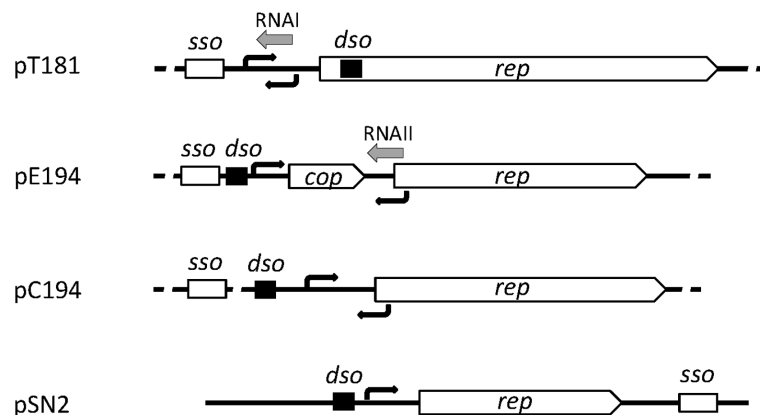 RNAI
sso dso
pT181 rep
RNAII
sso dso
pE194 cop rep
sso dso
pC194 rep
dso sso
pSN2 rep